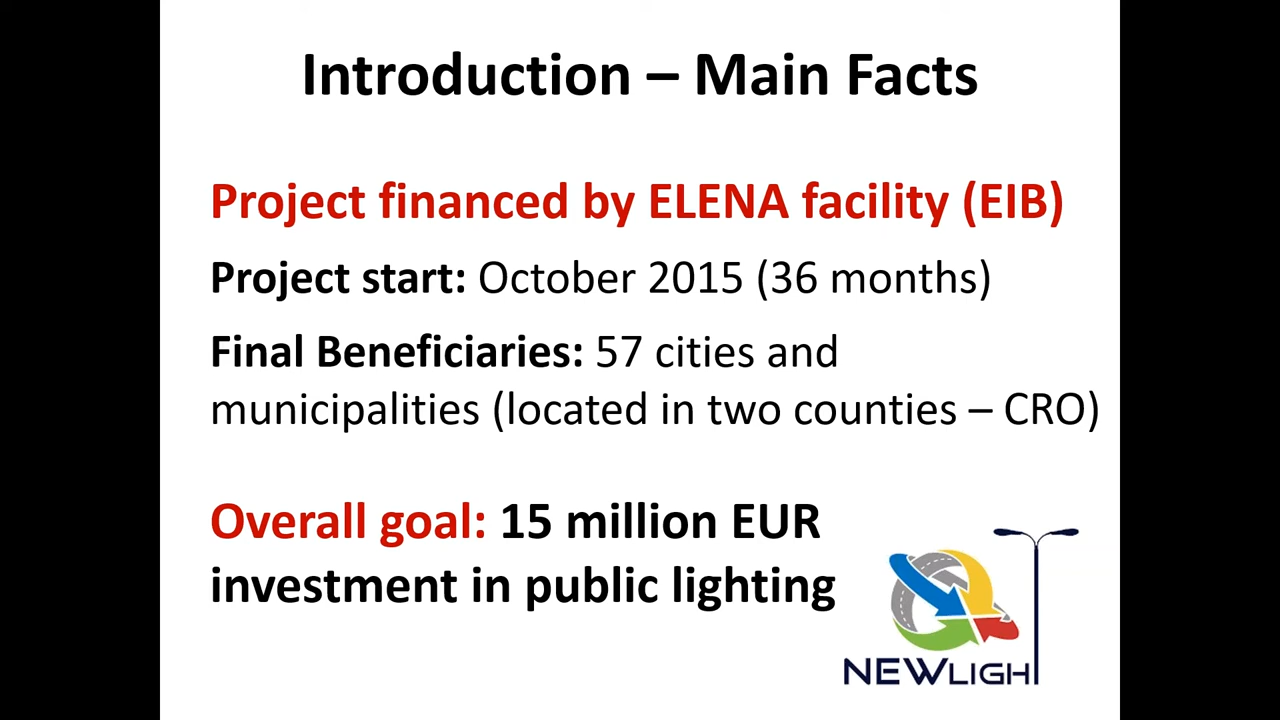 Introduction – Main Facts
Project financed by ELENA facility (EIB)
Project start: October 2015 (36 months)
Final Beneficiaries: 57 cities and
municipalities (located in two counties – CRO)
Overall goal: 15 million EUR
investment in public lighting
NEWLIGHT